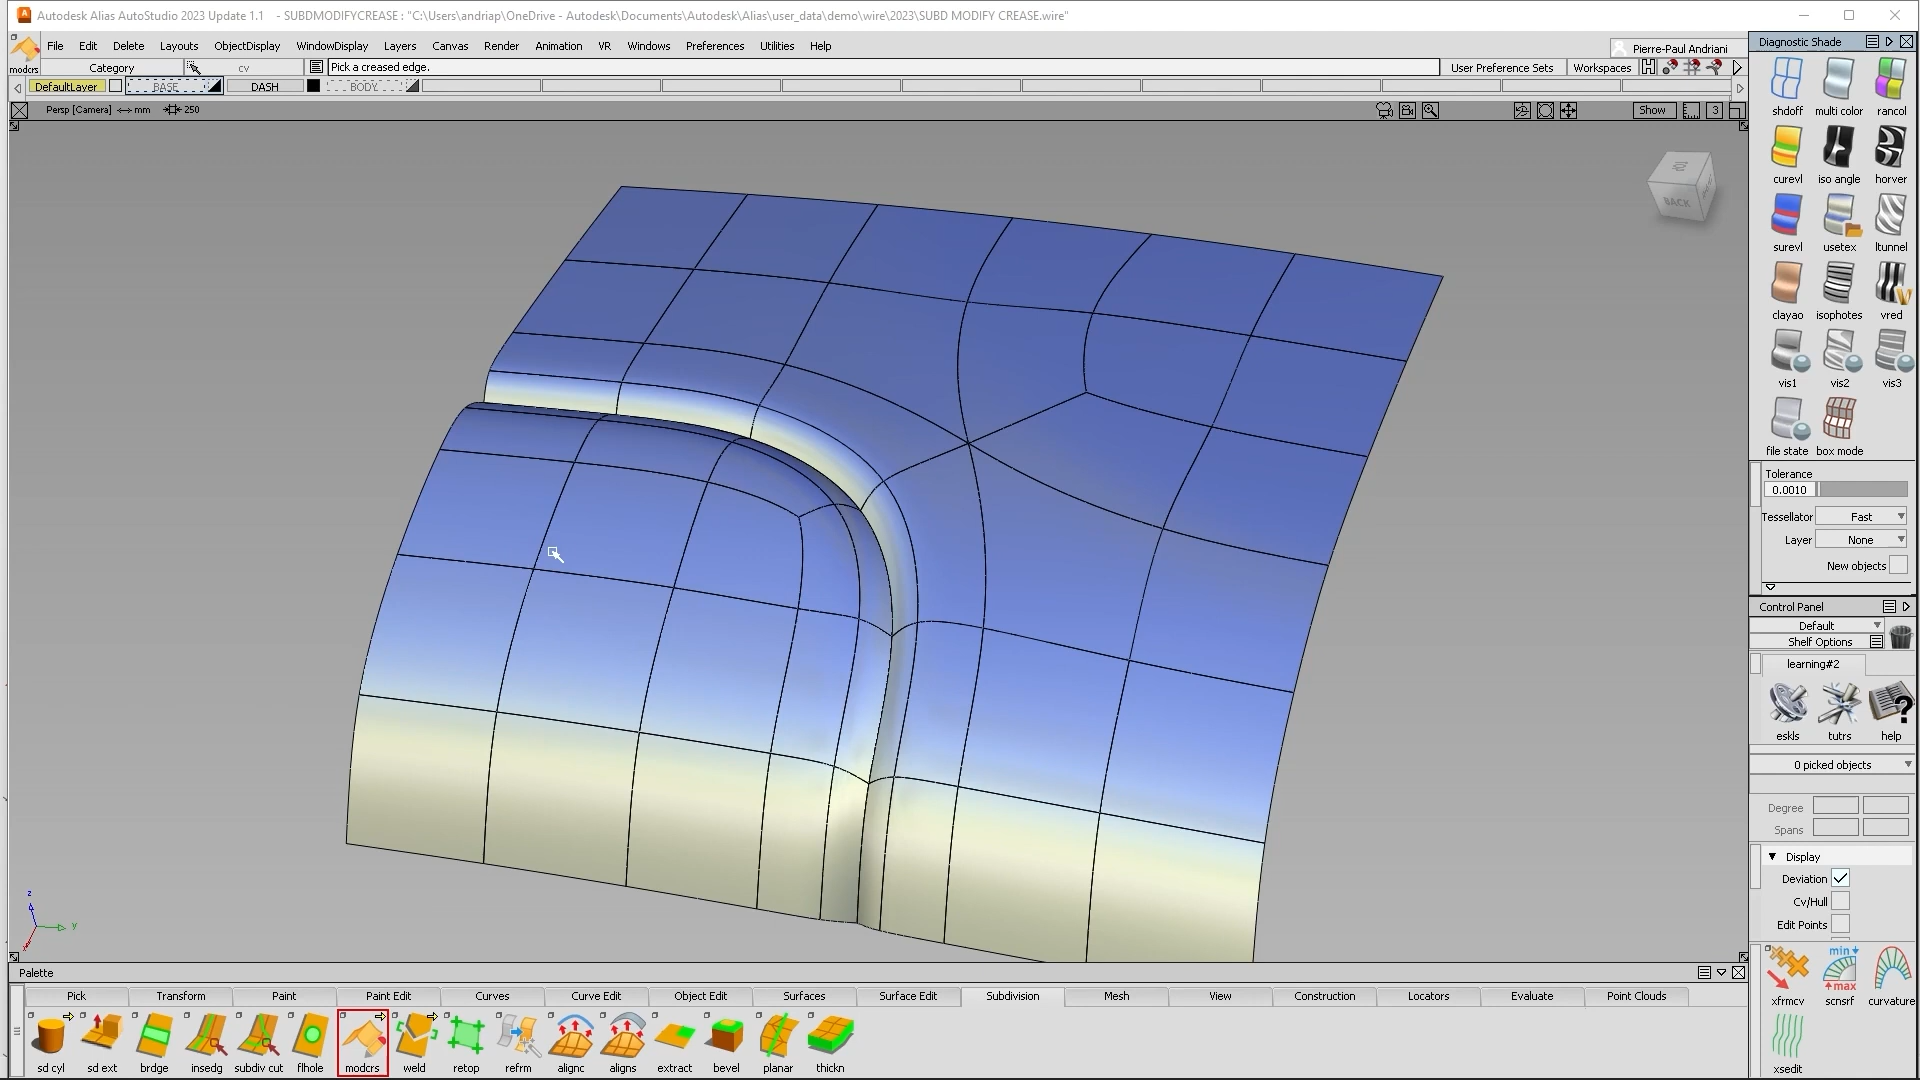 Autodesk Alias AutoStudio 2023 Update 1.1 - SUBDMODIFYCREASE : "C:\Users\andriap\OneDrive - Autodesk\Documents\Autodesk\Alias\user_data\demo\wire\2023\SUBD MODIFY CREASE.wire"
File Edit Delete Layouts ObjectDisplay WindowDisplay Layers Canvas Render Animation VR Windows Preferences Utilities Help
Pierre-Paul Andriani
modcrs
Category cv Pick a creased edge. User Preference Sets Workspaces
DefaultLayer BASE DASH BODY
Persp [Camera] mm 250 Show 3
BACK
z
y
Diagnostic Shade
shdoff multi color rancol
curevl iso angle horver
surevl usetex ltunnel
clayao isophotes vred
vis1 vis2 vis3
file state box mode
Tolerance
0.0010
Tessellator Fast
Layer None
New objects
Control Panel
Default
Shelf Options
learning#2
eskls tutrs help
0 picked objects
Degree
Spans
Display
Deviation
Cv/Hull
Edit Points
min
max
xfrmcv scnsrf curvature
xsedit
Palette
Pick Transform Paint Paint Edit Curves Curve Edit Object Edit Surfaces Surface Edit Subdivision Mesh View Construction Locators Evaluate Point Clouds
sd cyl sd ext brdge insedg subdiv cut flhole modcrs weld retop refrm alignc aligns extract bevel planar thickn